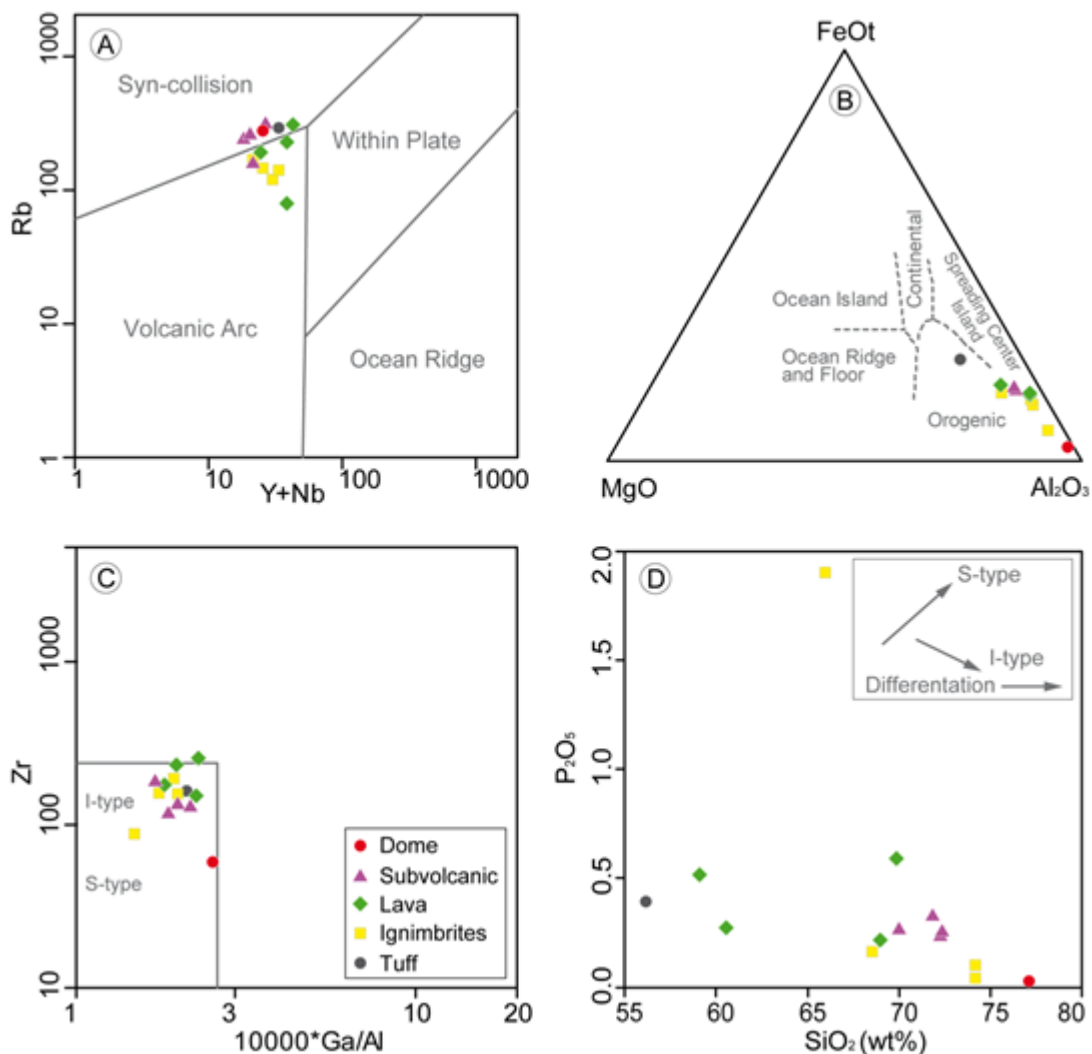 A
Syn-collision
Within Plate
Volcanic Arc
Ocean Ridge
Rb
1000
100
10
1
1
10
100
1000
Y+Nb
FeOt
B
Ocean Island
Continental
Spreading Center
Island
Ocean Ridge
and Floor
Orogenic
MgO
Al₂O₃
C
Zr
1000
100
10
I-type
S-type
Dome
Subvolcanic
Lava
Ignimbrites
Tuff
1
3
10
20
10000*Ga/Al
D
S-type
I-type
Differentation
P₂O₅
2.0
1.5
1.0
0.5
0.0
55
60
65
70
75
80
SiO₂ (wt%)